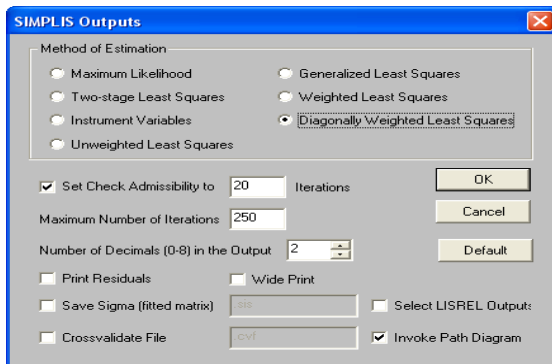 SIMPLIS Outputs
Method of Estimation
Maximum Likelihood
Generalized Least Squares
Two-stage Least Squares
Weighted Least Squares
Instrument Variables
Diagonally Weighted Least Squares
Unweighted Least Squares
Set Check Admissibility to 20 Iterations
OK
Maximum Number of Iterations 250
Cancel
Number of Decimals (0-8) in the Output 2
Default
Print Residuals
Wide Print
Save Sigma (fitted matrix) .sis
Select LISREL Outputs
Crossvalidate File .cvf
Invoke Path Diagram